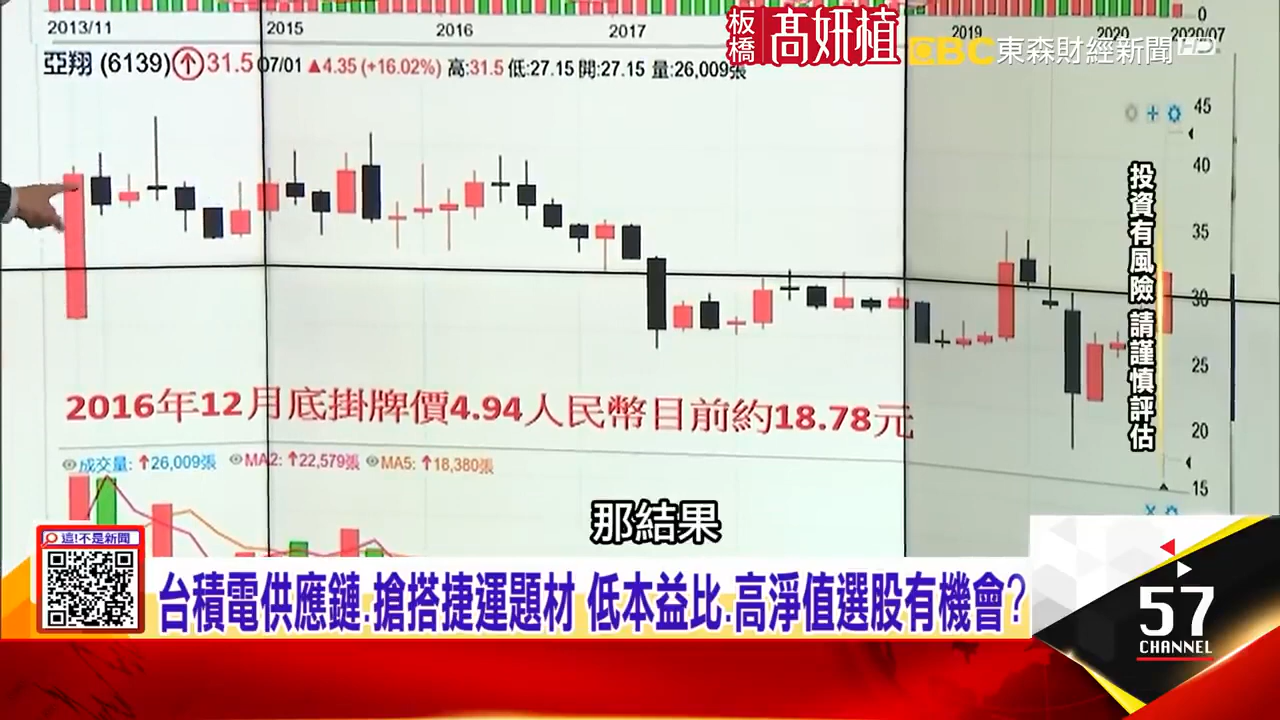 2013/11 2015 2016 2017 2019 2020 2020/07
0
板橋 高妍植
EBC 東森財經新聞 HD
亞翔 (6139) 31.5 07/01 ▲4.35 (+16.02%) 高:31.5 低:27.15 開:27.15 量:26,009張
45
40
35
30
25
20
15
投資有風險 請謹慎評估
2016年12月底掛牌價4.94人民幣目前約18.78元
成交量: ↑26,009張 MA2: ↑22,579張 MA5: ↑18,380張
那結果
這!不是新聞
台積電供應鏈.搶搭捷運題材 低本益比.高淨值選股有機會?
57
CHANNEL